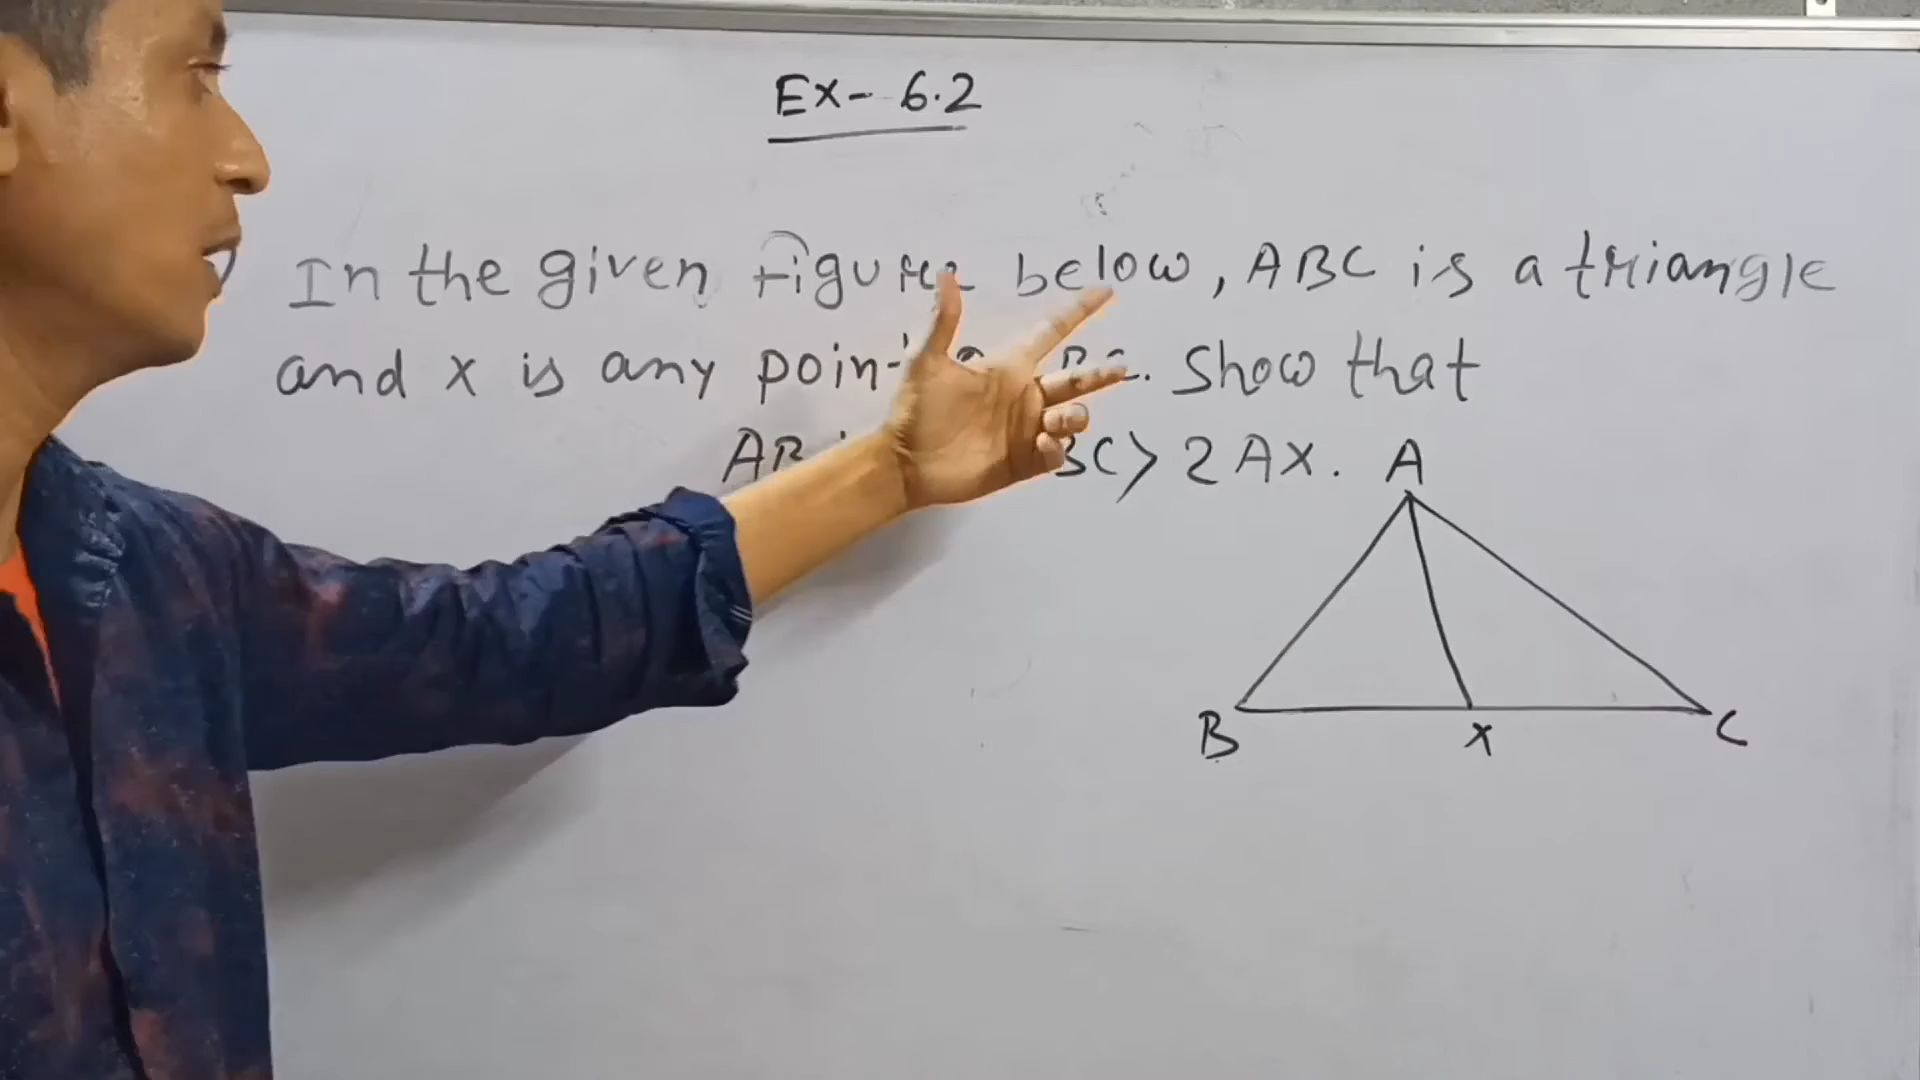 Ex- 6.2
In the given figure below, ABC is a triangle
and x is any point BC. Show that
AB BC> 2AX.
A
B
x
C